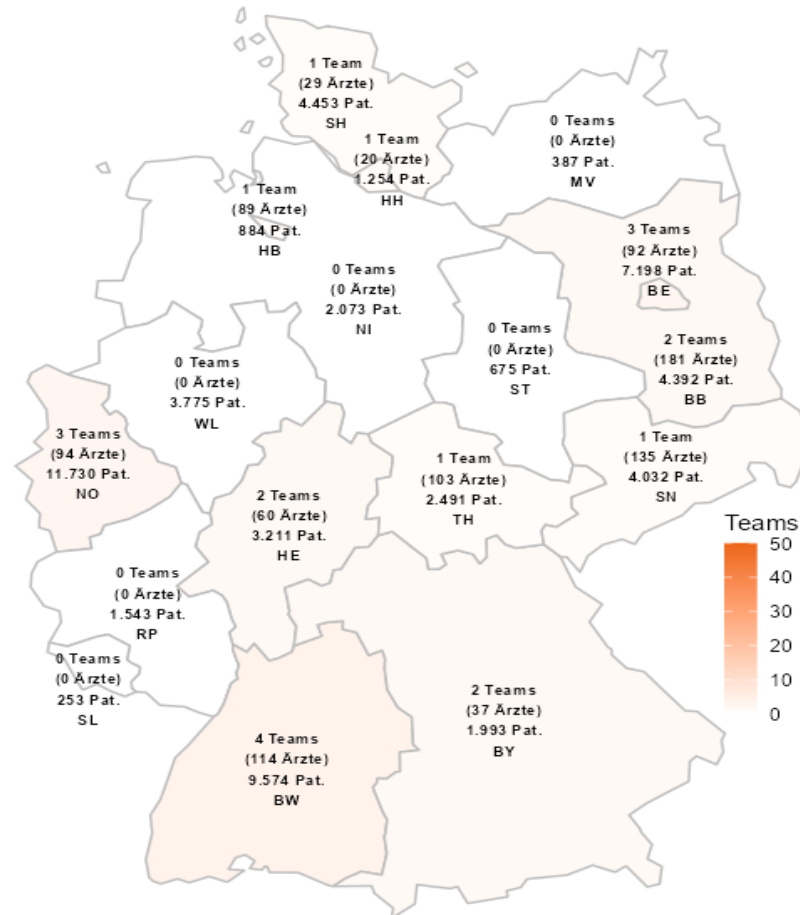 1 Team
(29 Ärzte)
4.453 Pat.
SH
1 Team
(20 Ärzte)
1.254 Pat.
HH
0 Teams
(0 Ärzte)
387 Pat.
MV
1 Team
(89 Ärzte)
884 Pat.
HB
0 Teams
(0 Ärzte)
2.073 Pat.
NI
3 Teams
(92 Ärzte)
7.198 Pat.
BE
0 Teams
(0 Ärzte)
675 Pat.
ST
2 Teams
(181 Ärzte)
4.392 Pat.
BB
0 Teams
(0 Ärzte)
3.775 Pat.
WL
3 Teams
(94 Ärzte)
11.730 Pat.
NO
2 Teams
(60 Ärzte)
3.211 Pat.
HE
1 Team
(103 Ärzte)
2.491 Pat.
TH
1 Team
(135 Ärzte)
4.032 Pat.
SN
0 Teams
(0 Ärzte)
1.543 Pat.
RP
0 Teams
(0 Ärzte)
253 Pat.
SL
4 Teams
(114 Ärzte)
9.574 Pat.
BW
2 Teams
(37 Ärzte)
1.993 Pat.
BY
Teams
50
40
30
20
10
0